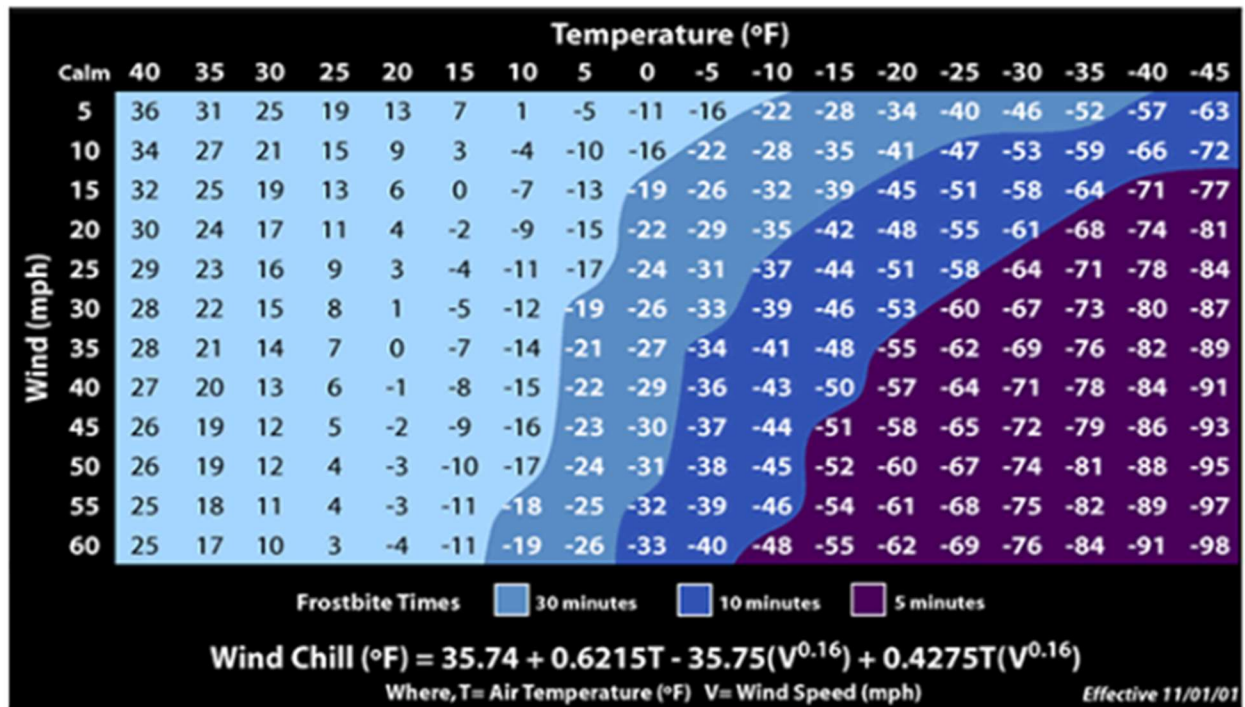 Temperature (ºF)
Calm 40 35 30 25 20 15 10 5 0 -5 -10 -15 -20 -25 -30 -35 -40 -45
5 36 31 25 19 13 7 1 -5 -11 -16 -22 -28 -34 -40 -46 -52 -57 -63
10 34 27 21 15 9 3 -4 -10 -16 -22 -28 -35 -41 -47 -53 -59 -66 -72
15 32 25 19 13 6 0 -7 -13 -19 -26 -32 -39 -45 -51 -58 -64 -71 -77
20 30 24 17 11 4 -2 -9 -15 -22 -29 -35 -42 -48 -55 -61 -68 -74 -81
25 29 23 16 9 3 -4 -11 -17 -24 -31 -37 -44 -51 -58 -64 -71 -78 -84
30 28 22 15 8 1 -5 -12 -19 -26 -33 -39 -46 -53 -60 -67 -73 -80 -87
35 28 21 14 7 0 -7 -14 -21 -27 -34 -41 -48 -55 -62 -69 -76 -82 -89
40 27 20 13 6 -1 -8 -15 -22 -29 -36 -43 -50 -57 -64 -71 -78 -84 -91
45 26 19 12 5 -2 -9 -16 -23 -30 -37 -44 -51 -58 -65 -72 -79 -86 -93
50 26 19 12 4 -3 -10 -17 -24 -31 -38 -45 -52 -60 -67 -74 -81 -88 -95
55 25 18 11 4 -3 -11 -18 -25 -32 -39 -46 -54 -61 -68 -75 -82 -89 -97
60 25 17 10 3 -4 -11 -19 -26 -33 -40 -48 -55 -62 -69 -76 -84 -91 -98
Wind (mph)
Frostbite Times 30 minutes 10 minutes 5 minutes
Wind Chill (ºF) = 35.74 + 0.6215T - 35.75(V^0.16) + 0.4275T(V^0.16)
Where, T= Air Temperature (ºF) V= Wind Speed (mph) Effective 11/01/01